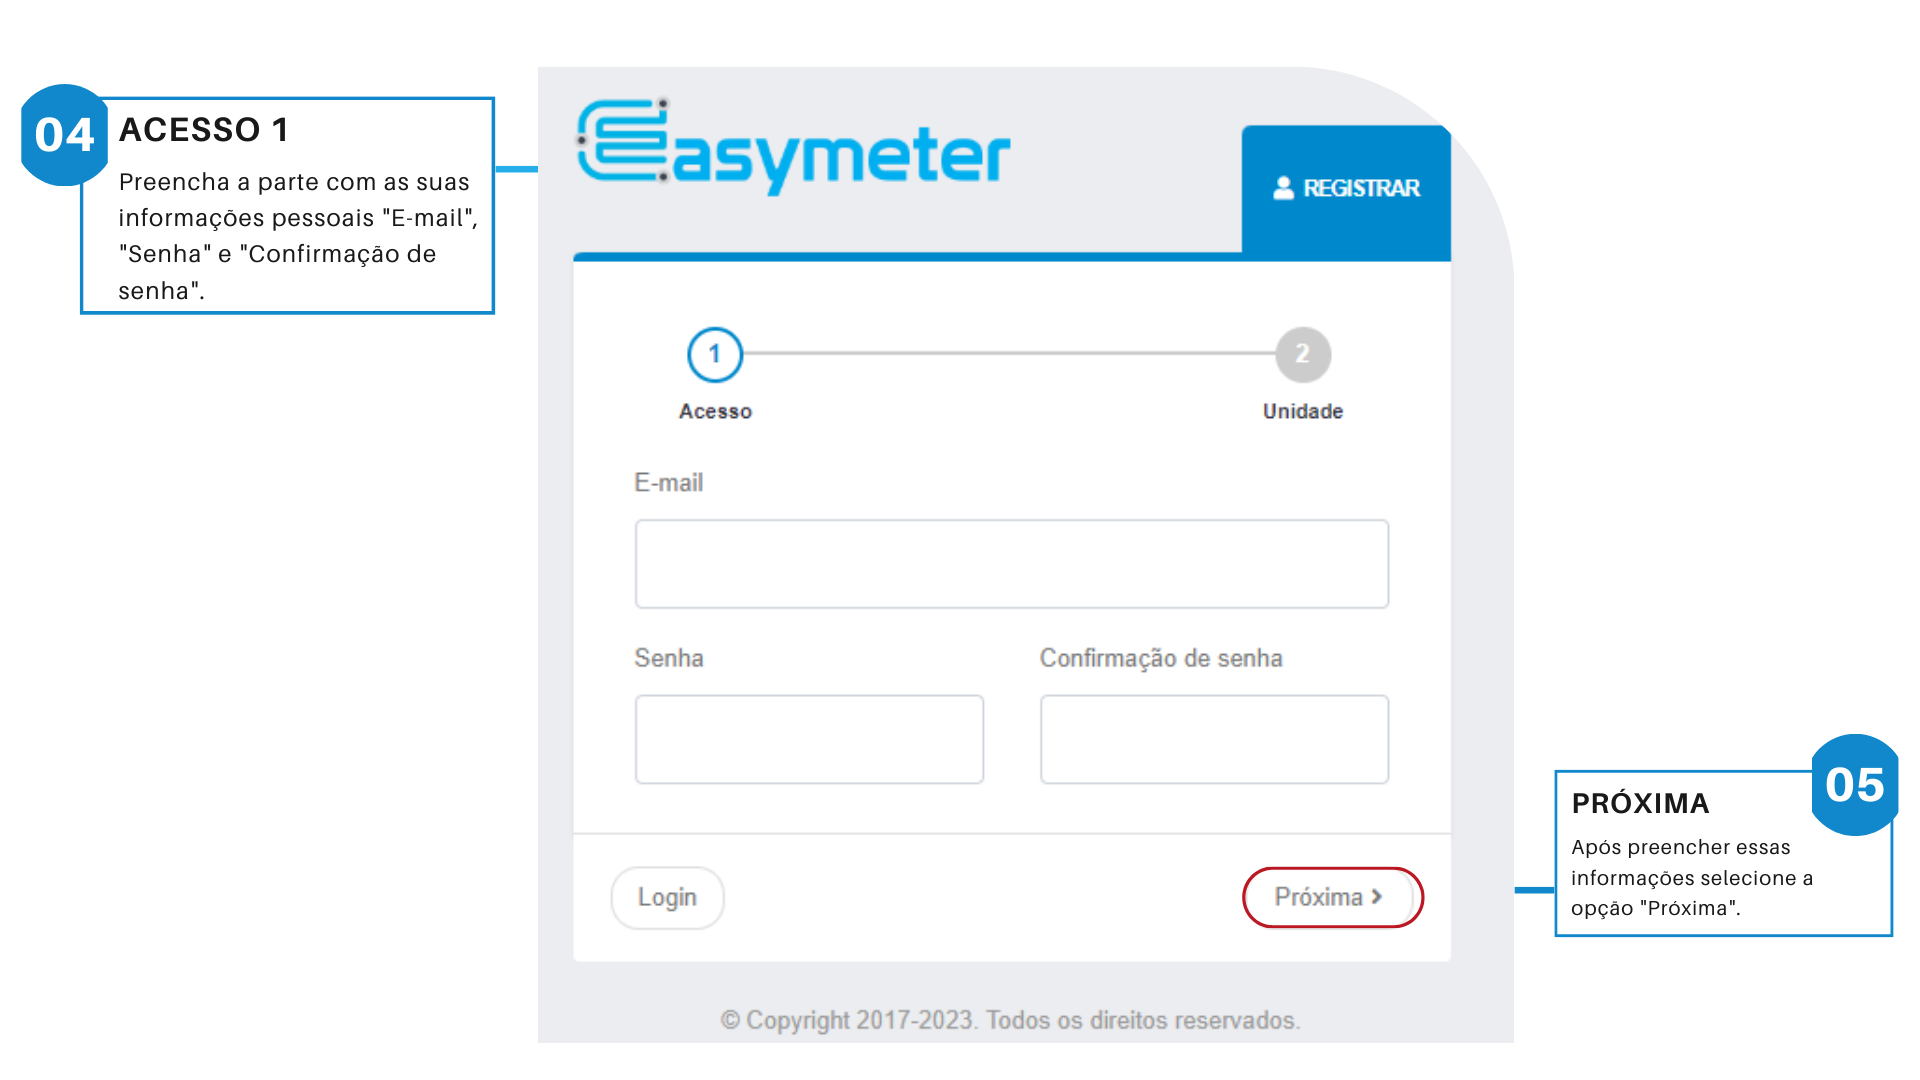 04
ACESSO 1
Preencha a parte com as suas
informações pessoais "E-mail",
"Senha" e "Confirmação de
senha".
Easymeter
REGISTRAR
1
2
Acesso
Unidade
E-mail
Senha
Confirmação de senha
Login
Próxima
© Copyright 2017-2023. Todos os direitos reservados.
05
PRÓXIMA
Após preencher essas
informações selecione a
opção "Próxima".